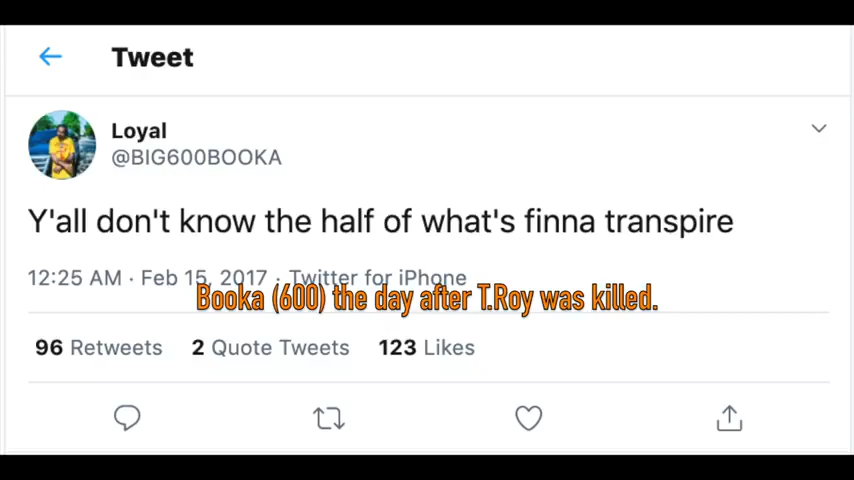 Tweet
Loyal
@BIG600BOOKA
Y'all don't know the half of what's finna transpire
12:25 AM · Feb 15, 2017 · Twitter for iPhone
Booka (600) the day after T.Roy was killed.
96 Retweets 2 Quote Tweets 123 Likes